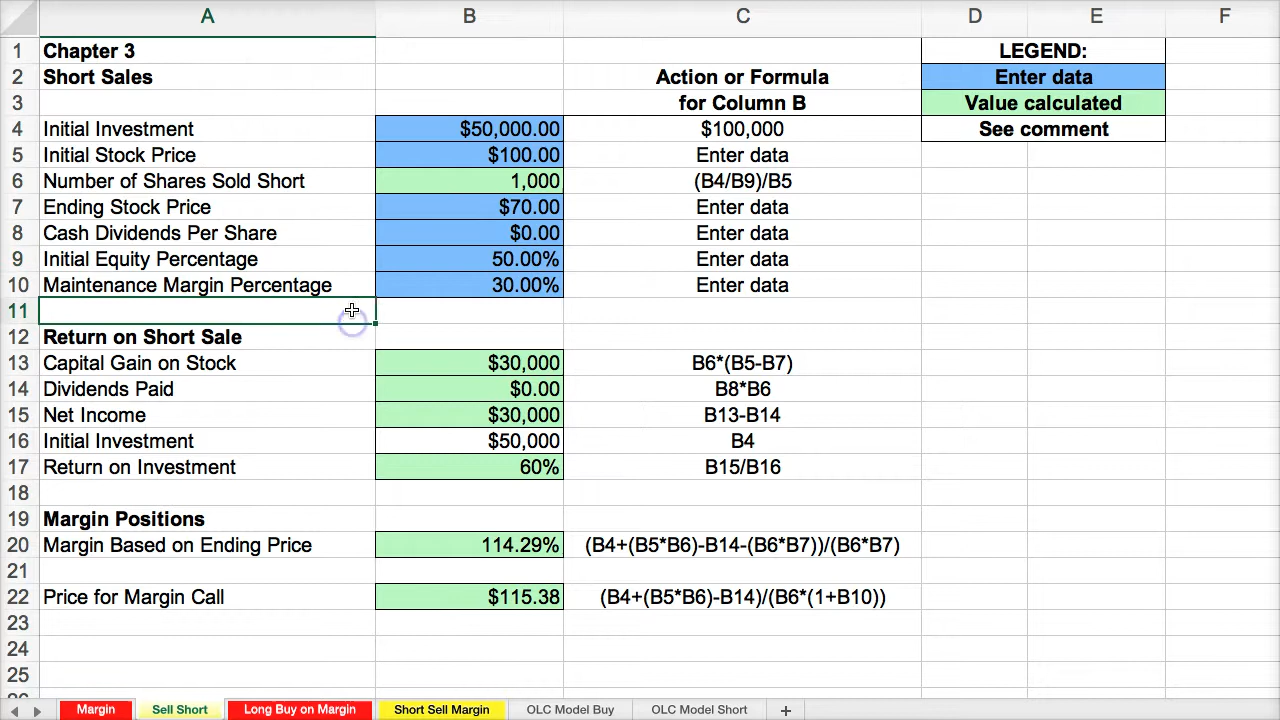 A B C D E F
1 Chapter 3 LEGEND:
2 Short Sales Action or Formula Enter data
3 for Column B Value calculated
4 Initial Investment $50,000.00 $100,000 See comment
5 Initial Stock Price $100.00 Enter data
6 Number of Shares Sold Short 1,000 (B4/B9)/B5
7 Ending Stock Price $70.00 Enter data
8 Cash Dividends Per Share $0.00 Enter data
9 Initial Equity Percentage 50.00% Enter data
10 Maintenance Margin Percentage 30.00% Enter data
11
12 Return on Short Sale
13 Capital Gain on Stock $30,000 B6*(B5-B7)
14 Dividends Paid $0.00 B8*B6
15 Net Income $30,000 B13-B14
16 Initial Investment $50,000 B4
17 Return on Investment 60% B15/B16
18
19 Margin Positions
20 Margin Based on Ending Price 114.29% (B4+(B5*B6)-B14-(B6*B7))/(B6*B7)
21
22 Price for Margin Call $115.38 (B4+(B5*B6)-B14)/(B6*(1+B10))
23
24
25
Margin Sell Short Long Buy on Margin Short Sell Margin OLC Model Buy OLC Model Short +